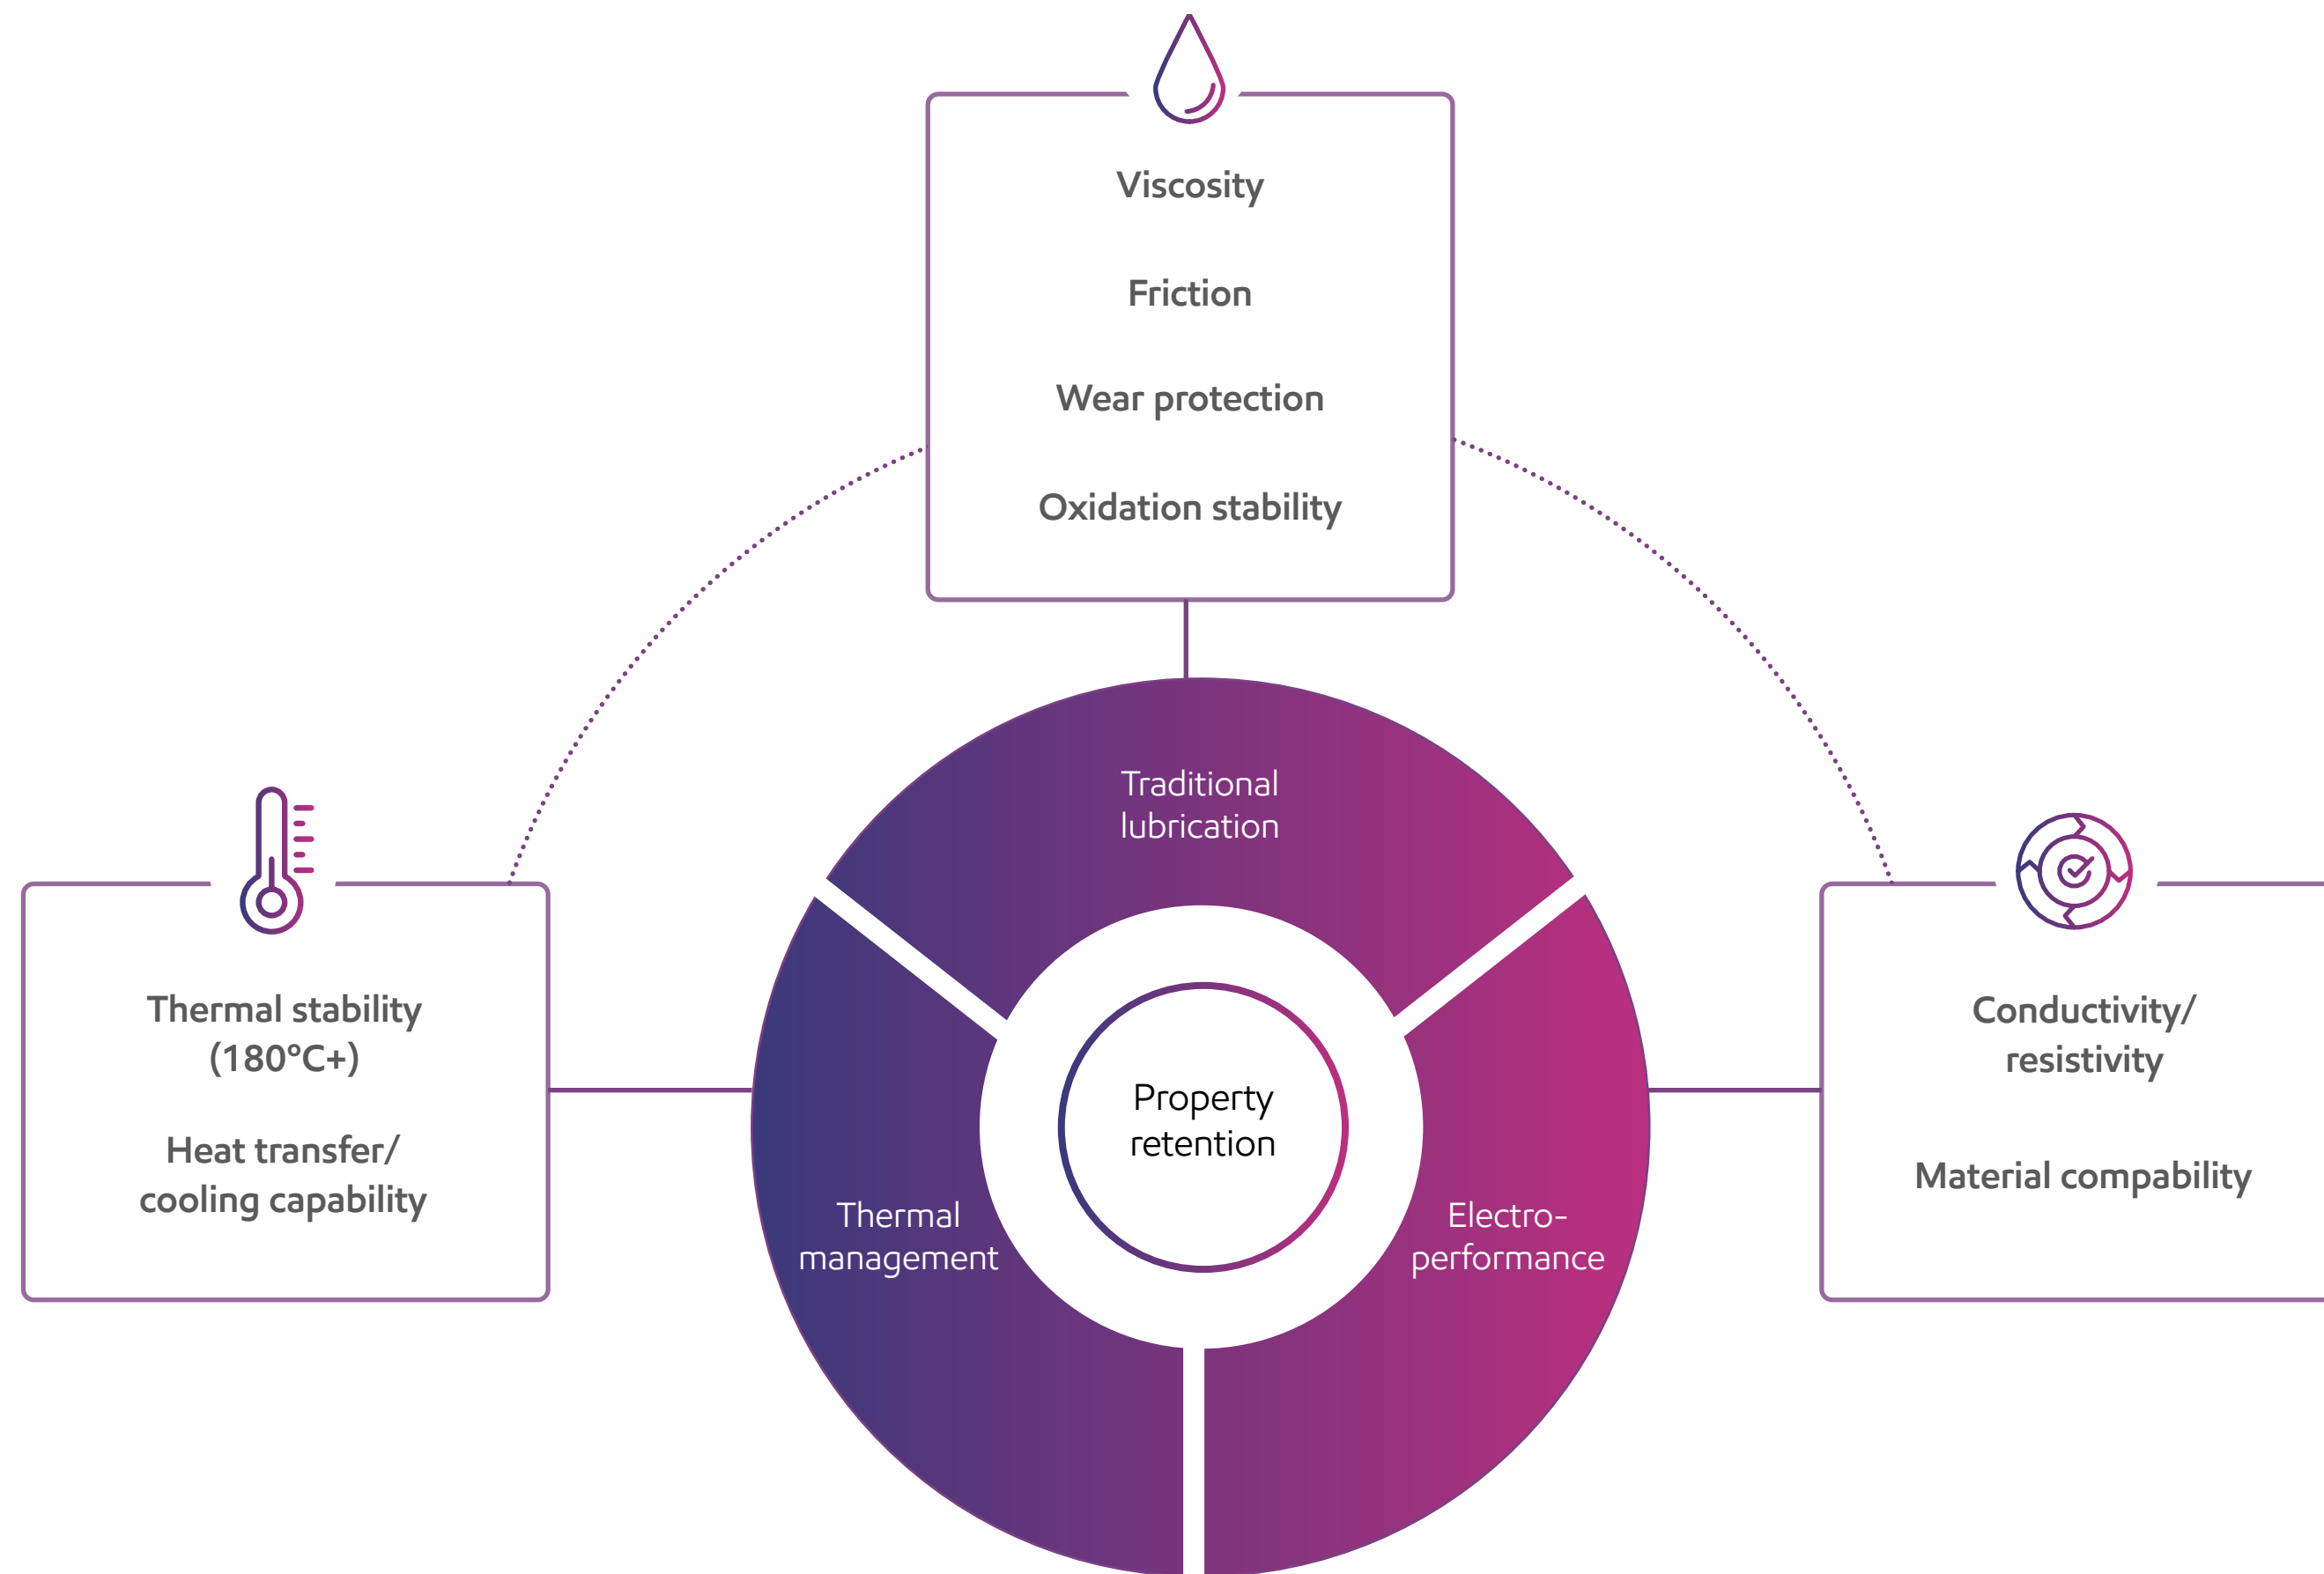 Viscosity
Friction
Wear protection
Oxidation stability
Traditional
lubrication
Thermal stability
(180°C+)
Heat transfer/
cooling capability
Property
retention
Thermal
management
Electro-
performance
Conductivity/
resistivity
Material compability